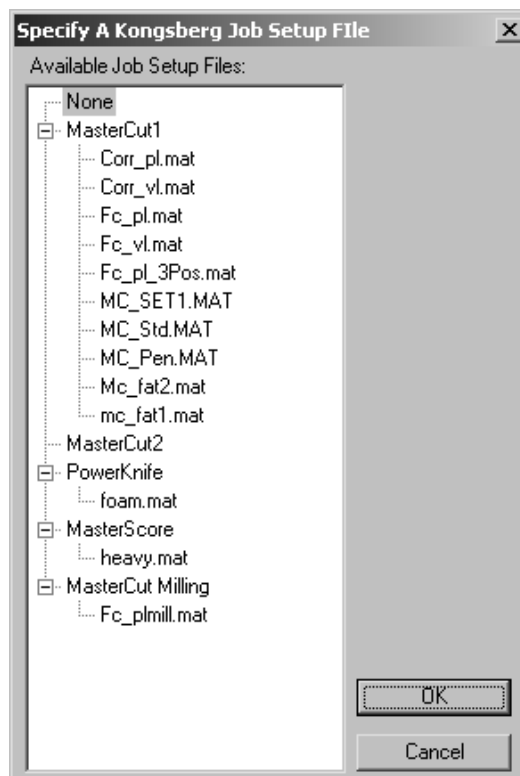 Specify A Kongsberg Job Setup FIle
Available Job Setup Files:
None
MasterCut1
Corr_pl.mat
Corr_vl.mat
Fc_pl.mat
Fc_vl.mat
Fc_pl_3Pos.mat
MC_SET1.MAT
MC_Std.MAT
MC_Pen.MAT
Mc_fat2.mat
mc_fat1.mat
MasterCut2
PowerKnife
foam.mat
MasterScore
heavy.mat
MasterCut Milling
Fc_plmill.mat
OK
Cancel